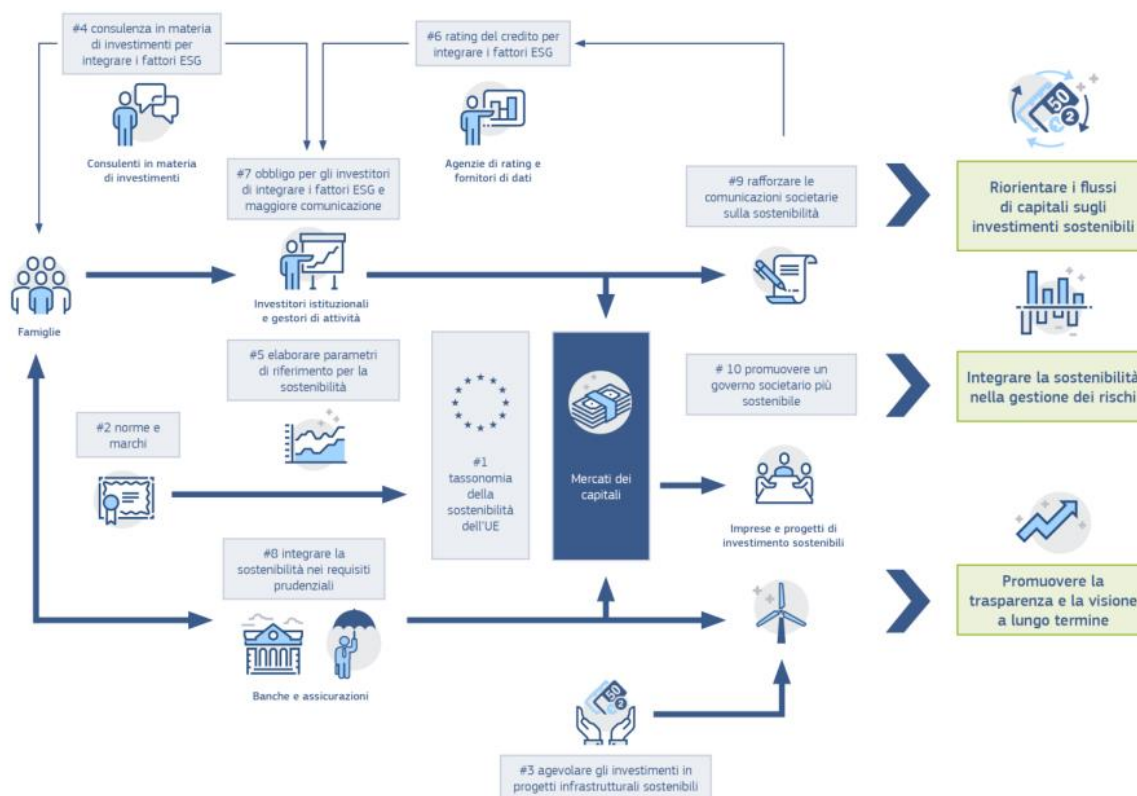 #4 consulenza in materia
di investimenti per
integrare i fattori ESG
#6 rating del credito per
integrare i fattori ESG
Consulenti in materia
di investimenti
Agenzie di rating e
fornitori di dati
#7 obbligo per gli investitori
di integrare i fattori ESG e
maggiore comunicazione
#9 rafforzare le
comunicazioni societarie
sulla sostenibilità
50
2
Riorientare i flussi
di capitali sugli
investimenti sostenibili
Famiglie
Investitori istituzionali
e gestori di attività
#5 elaborare parametri
di riferimento per la
sostenibilità
#2 norme e
marchi
#1
tassonomia
della
sostenibilità
dell'UE
Mercati dei
capitali
# 10 promuovere un
governo societario più
sostenibile
Integrare la sostenibilità
nella gestione dei rischi
Imprese e progetti di
investimento sostenibili
#8 integrare la
sostenibilità nei requisiti
prudenziali
Banche e assicurazioni
Promuovere la
trasparenza e la visione
a lungo termine
50
2
#3 agevolare gli investimenti in
progetti infrastrutturali sostenibili